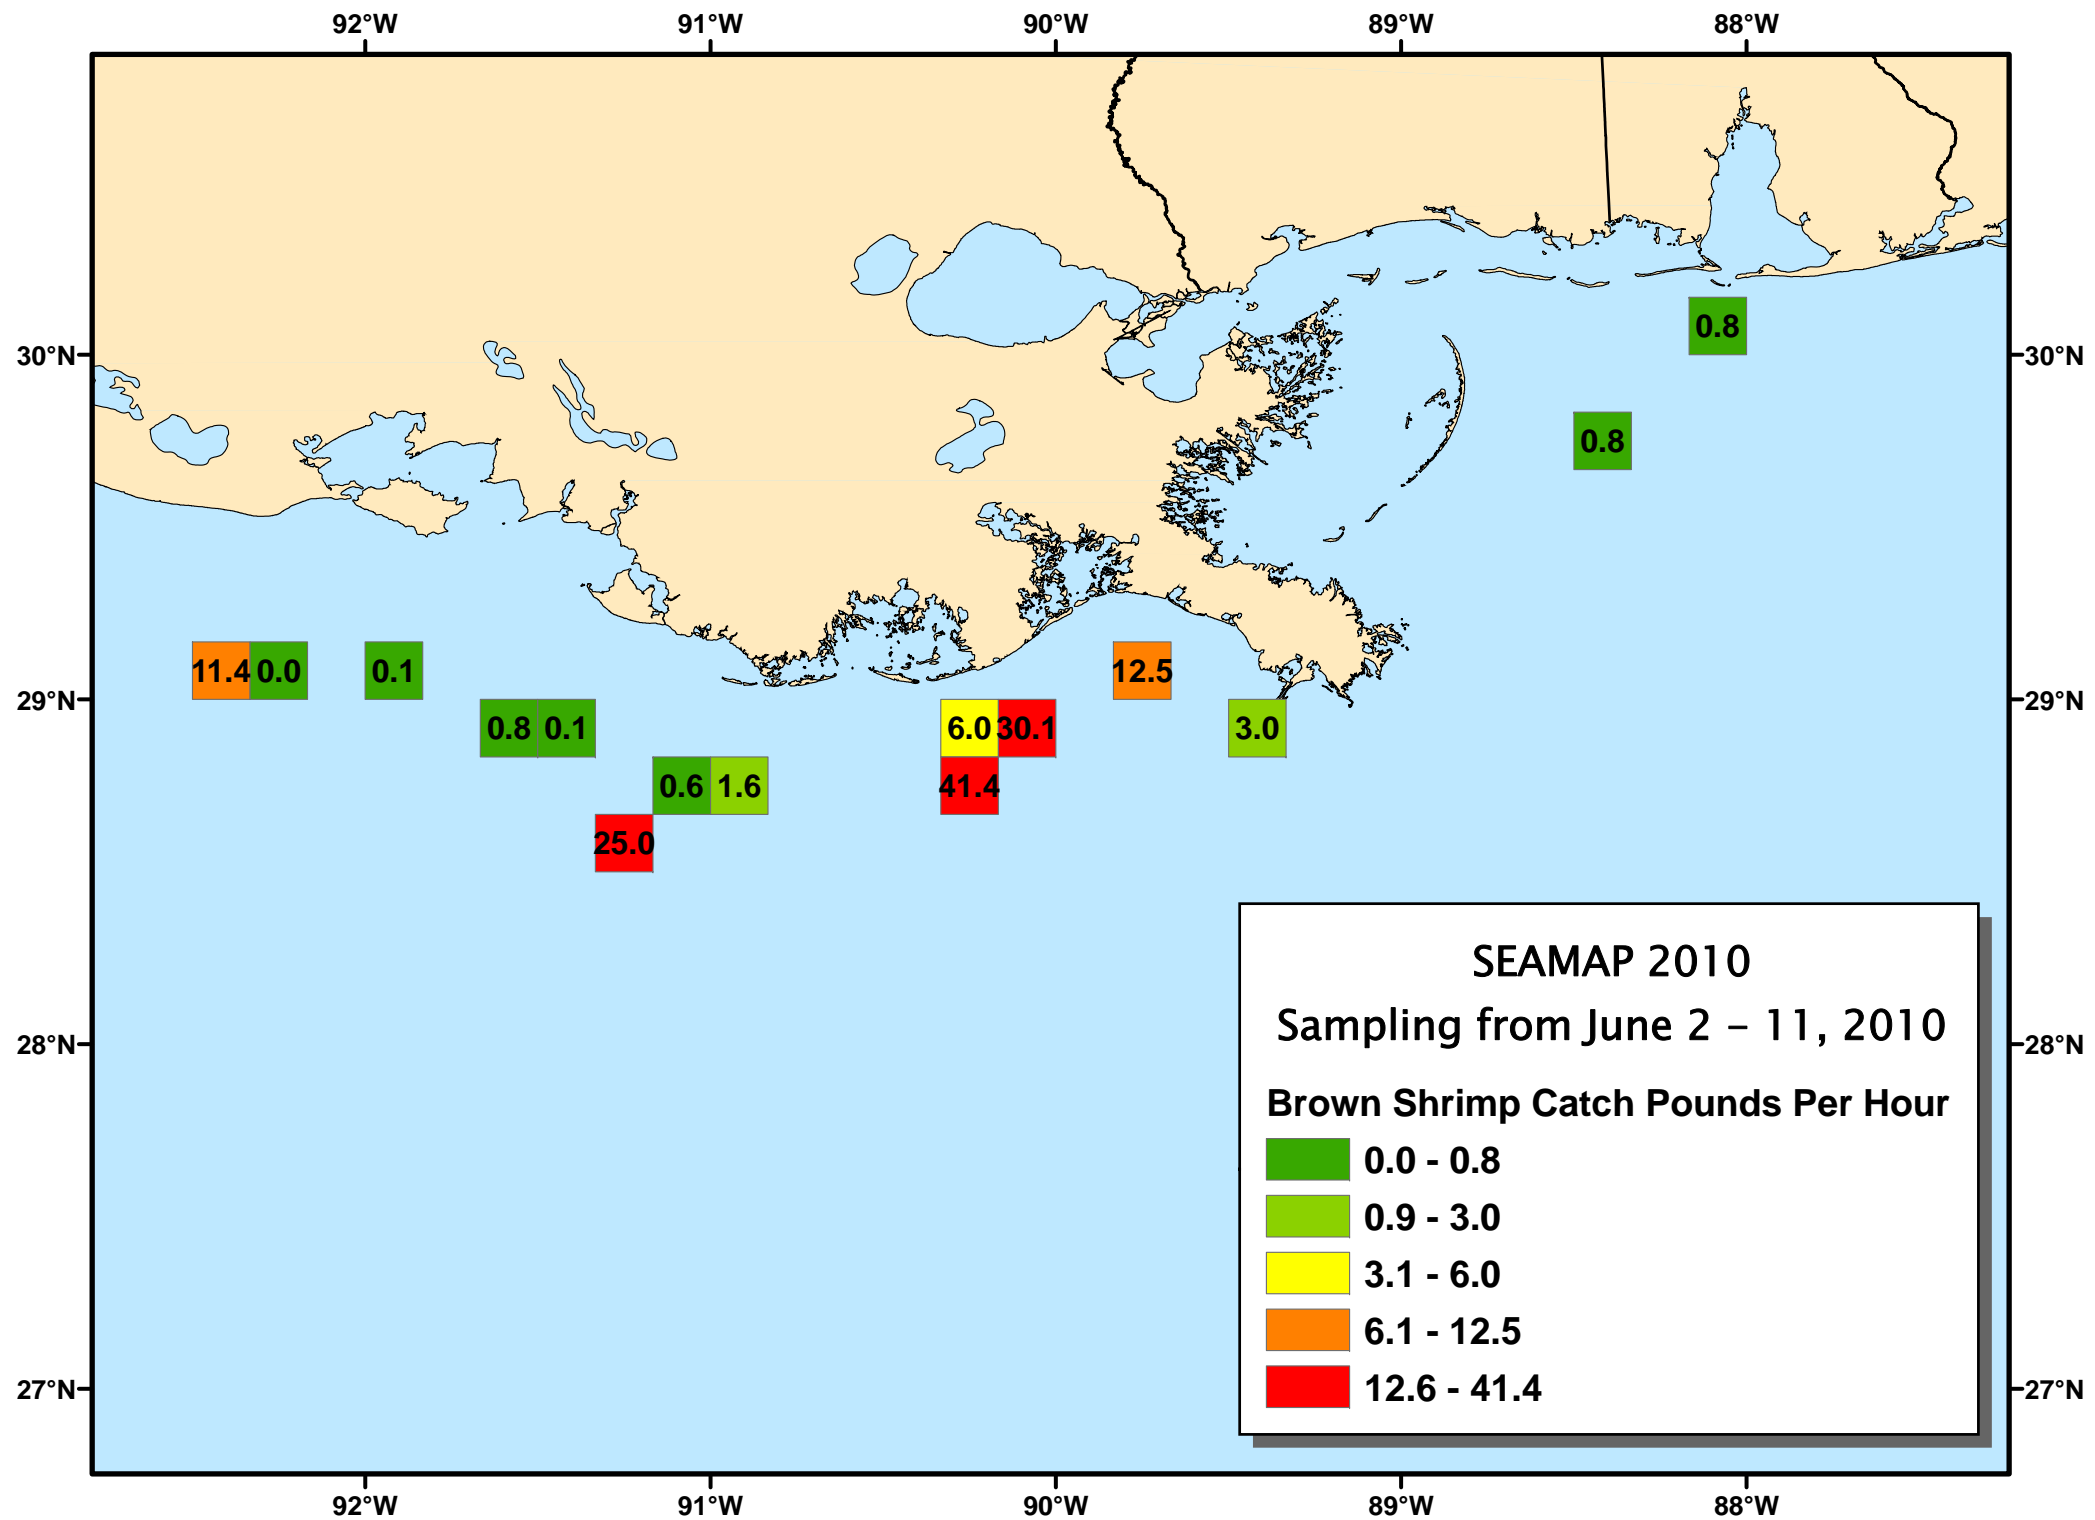 92°W 91°W 90°W 89°W 88°W
0.8
30°N 30°N
0.8
11.4 0.0 0.1 12.5
29°N 29°N
0.8 0.1 6.0 30.1 3.0
0.6 1.6 41.4
25.0
SEAMAP 2010
Sampling from June 2 – 11, 2010
28°N 28°N
Brown Shrimp Catch Pounds Per Hour
0.0 - 0.8
0.9 - 3.0
3.1 - 6.0
6.1 - 12.5
12.6 - 41.4
27°N 27°N
92°W 91°W 90°W 89°W 88°W